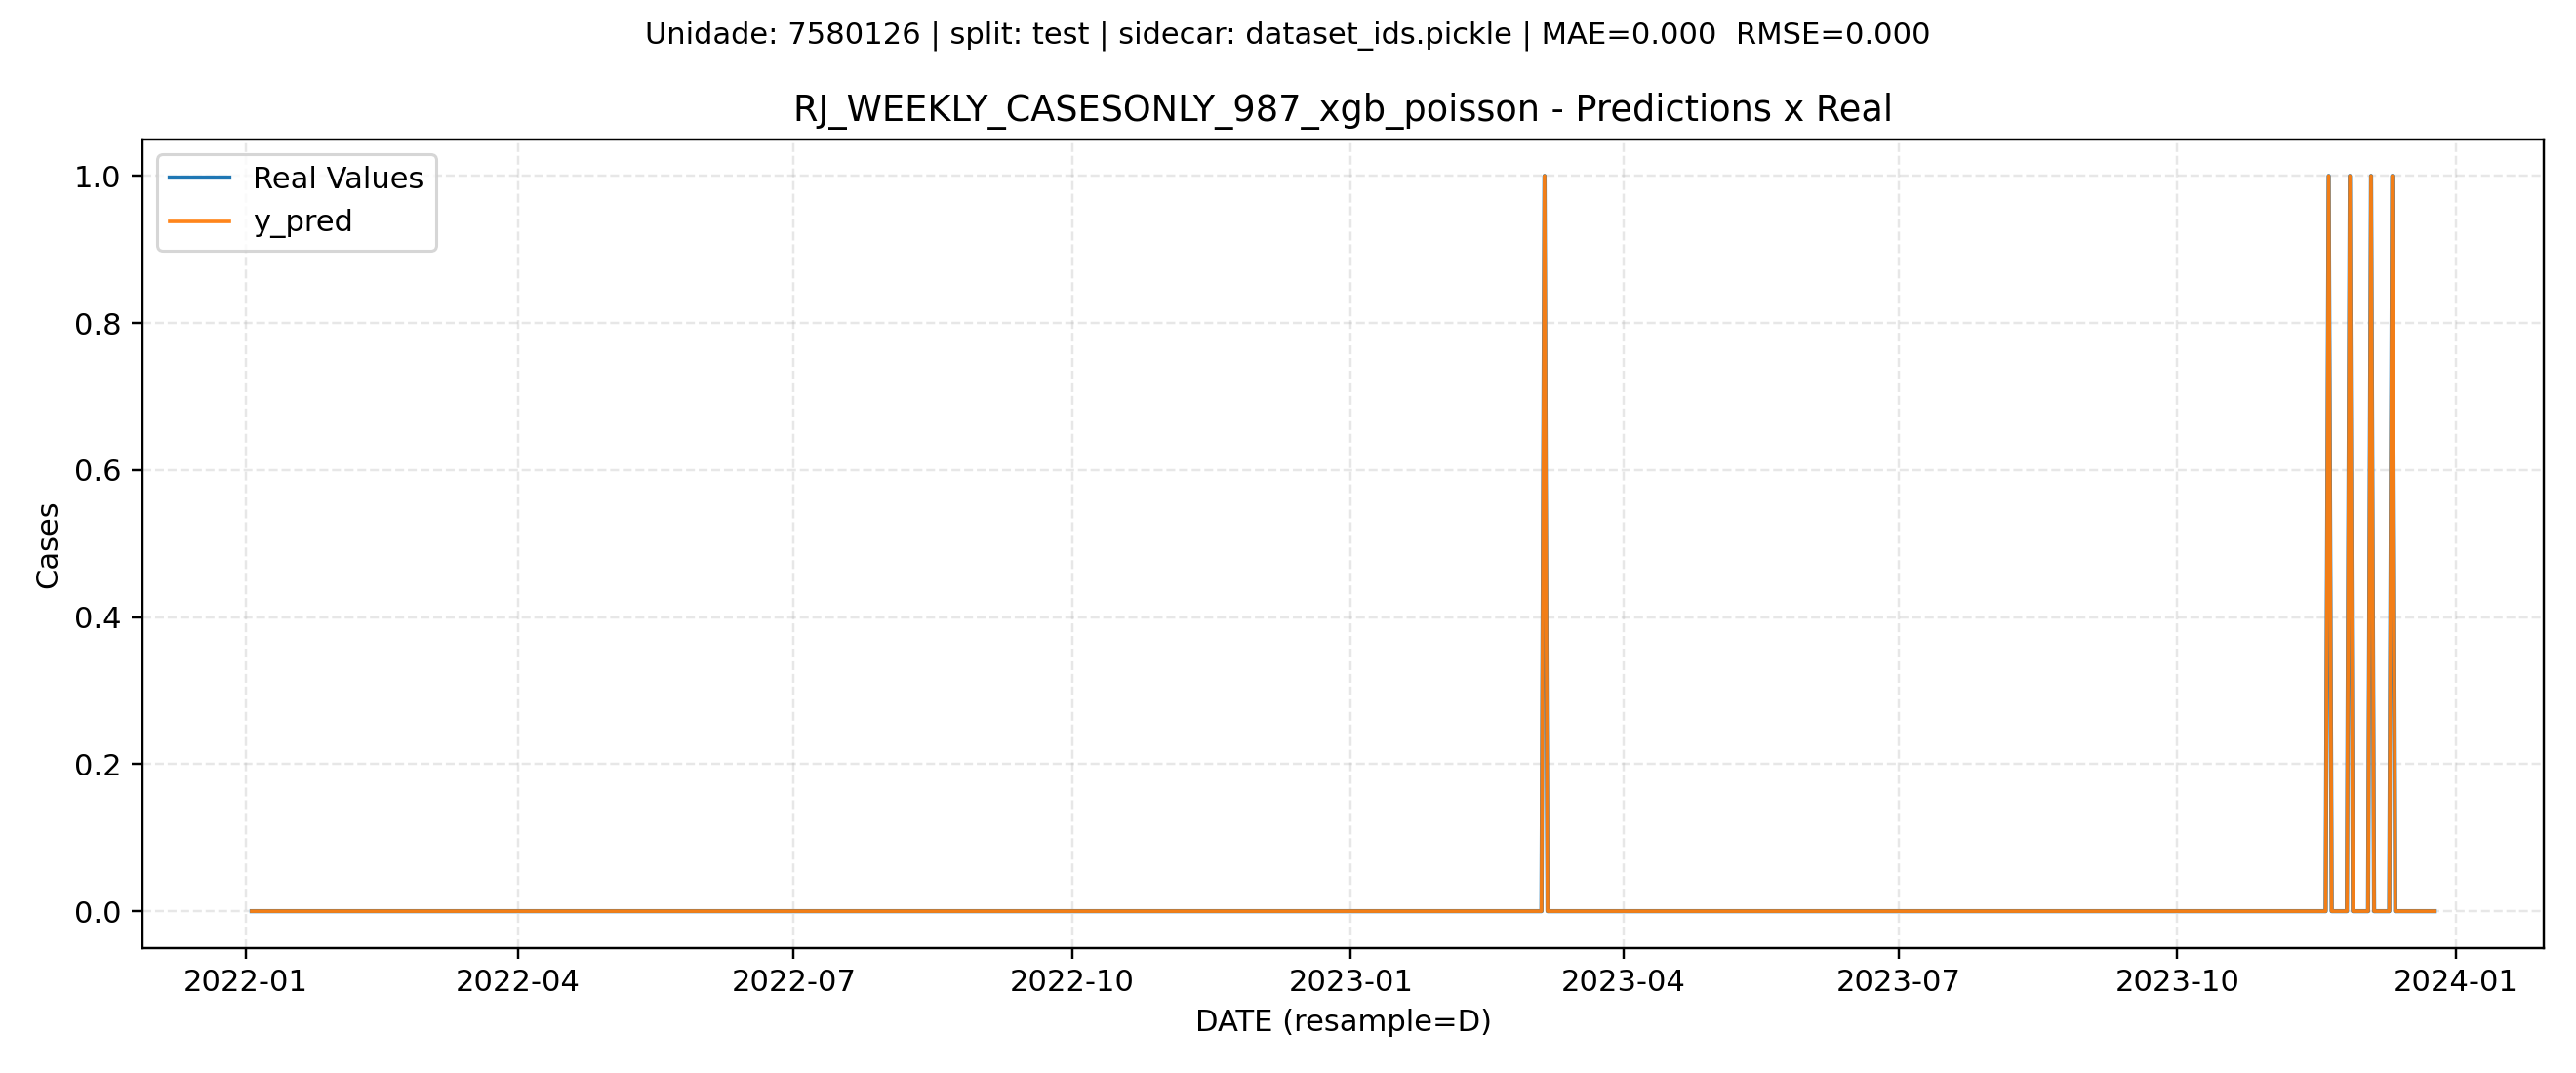 Unidade: 7580126 | split: test | sidecar: dataset_ids.pickle | MAE=0.000  RMSE=0.000
RJ_WEEKLY_CASESONLY_987_xgb_poisson - Predictions x Real
Real Values
y_pred
1.0
0.8
0.6
0.4
0.2
0.0
Cases
2022-01
2022-04
2022-07
2022-10
2023-01
2023-04
2023-07
2023-10
2024-01
DATE (resample=D)